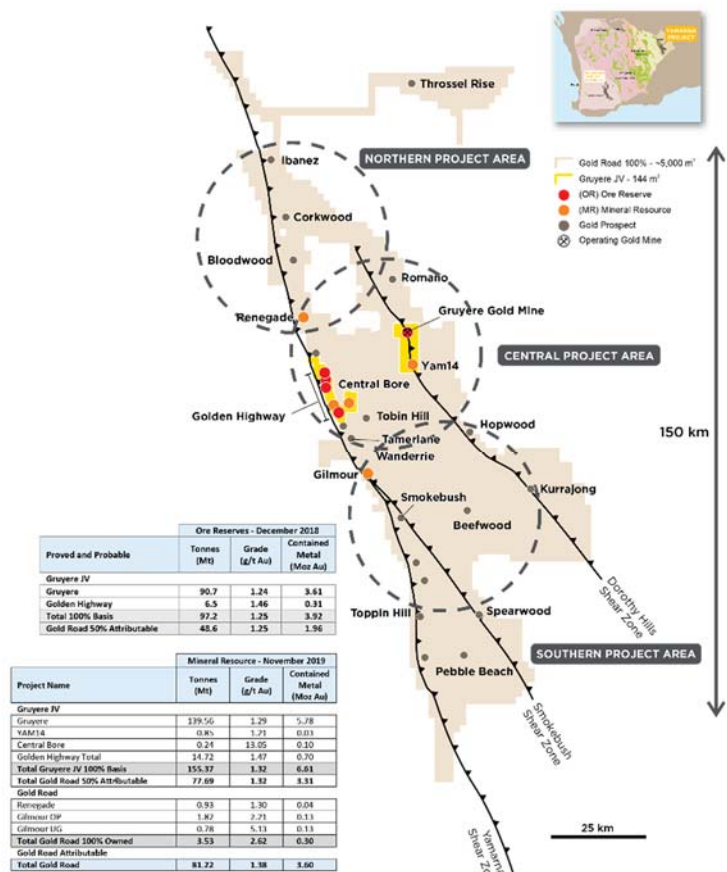 YAMARNA
PROJECT
Throssel Rise
NORTHERN PROJECT AREA
Ibanez
Corkwood
Bloodwood
Romano
Renegade
Gruyere Gold Mine
Yam14
CENTRAL PROJECT AREA
Central Bore
Golden Highway
Tobin Hill
Hopwood
Tamerlane
Wanderrie
Gilmour
Kurrajong
Smokebush
Beefwood
Toppin Hill
Spearwood
SOUTHERN PROJECT AREA
Pebble Beach
Dorothy Hills
Shear Zone
Smokebush
Shear Zone
Yamarna
Shear Zone
150 km
25 km
Gold Road 100% - ~5,000 m²
Gruyere JV - 144 m²
(OR) Ore Reserve
(MR) Mineral Resource
Gold Prospect
Operating Gold Mine
Ore Reserves - December 2018
Proved and Probable Tonnes (Mt) Grade (g/t Au) Contained Metal (Moz Au)
Gruyere JV
Gruyere 90.7 1.24 3.61
Golden Highway 6.5 1.46 0.31
Total 100% Basis 97.2 1.25 3.92
Gold Road 50% Attributable 48.6 1.25 1.96
Mineral Resource - November 2019
Project Name Tonnes (Mt) Grade (g/t Au) Contained Metal (Moz Au)
Gruyere JV
Gruyere 139.56 1.29 5.78
YAM14 0.85 1.21 0.03
Central Bore 0.24 13.05 0.10
Golden Highway Total 14.72 1.47 0.70
Total Gruyere JV 100% Basis 155.37 1.32 6.61
Total Gold Road 50% Attributable 77.69 1.32 3.31
Gold Road
Renegade 0.93 1.30 0.04
Gilmour OP 1.82 2.21 0.13
Gilmour UG 0.78 5.13 0.13
Total Gold Road 100% Owned 3.53 2.62 0.30
Gold Road Attributable
Total Gold Road 81.22 1.38 3.60